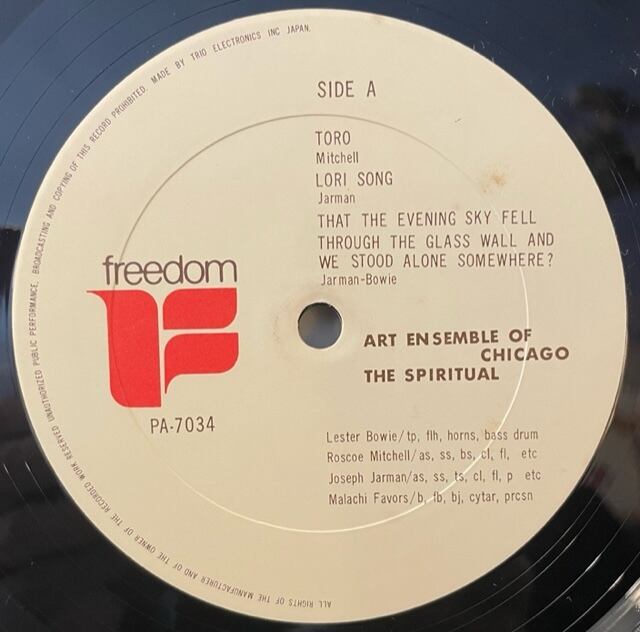 SIDE A
TORO
Mitchell
LORI SONG
Jarman
THAT THE EVENING SKY FELL
THROUGH THE GLASS WALL AND
WE STOOD ALONE SOMEWHERE?
Jarman-Bowie
freedom
PA-7034
ART ENSEMBLE OF
CHICAGO
THE SPIRITUAL
Lester Bowie/tp, flh, horns, bass drum
Roscoe Mitchell/as, ss, bs, cl, fl, etc
Joseph Jarman/as, ss, ts, cl, fl, p etc
Malachi Favors/b, fb, bj, cytar, prcsn
ALL RIGHTS OF THE MANUFACTURER AND OF THE OWNER OF THE RECORDED WORK RESERVED UNAUTHORIZED PUBLIC PERFORMANCE, BROADCASTING AND COPYING OF THIS RECORD PROHIBITED. MADE BY TRIO ELECTRONICS INC JAPAN.